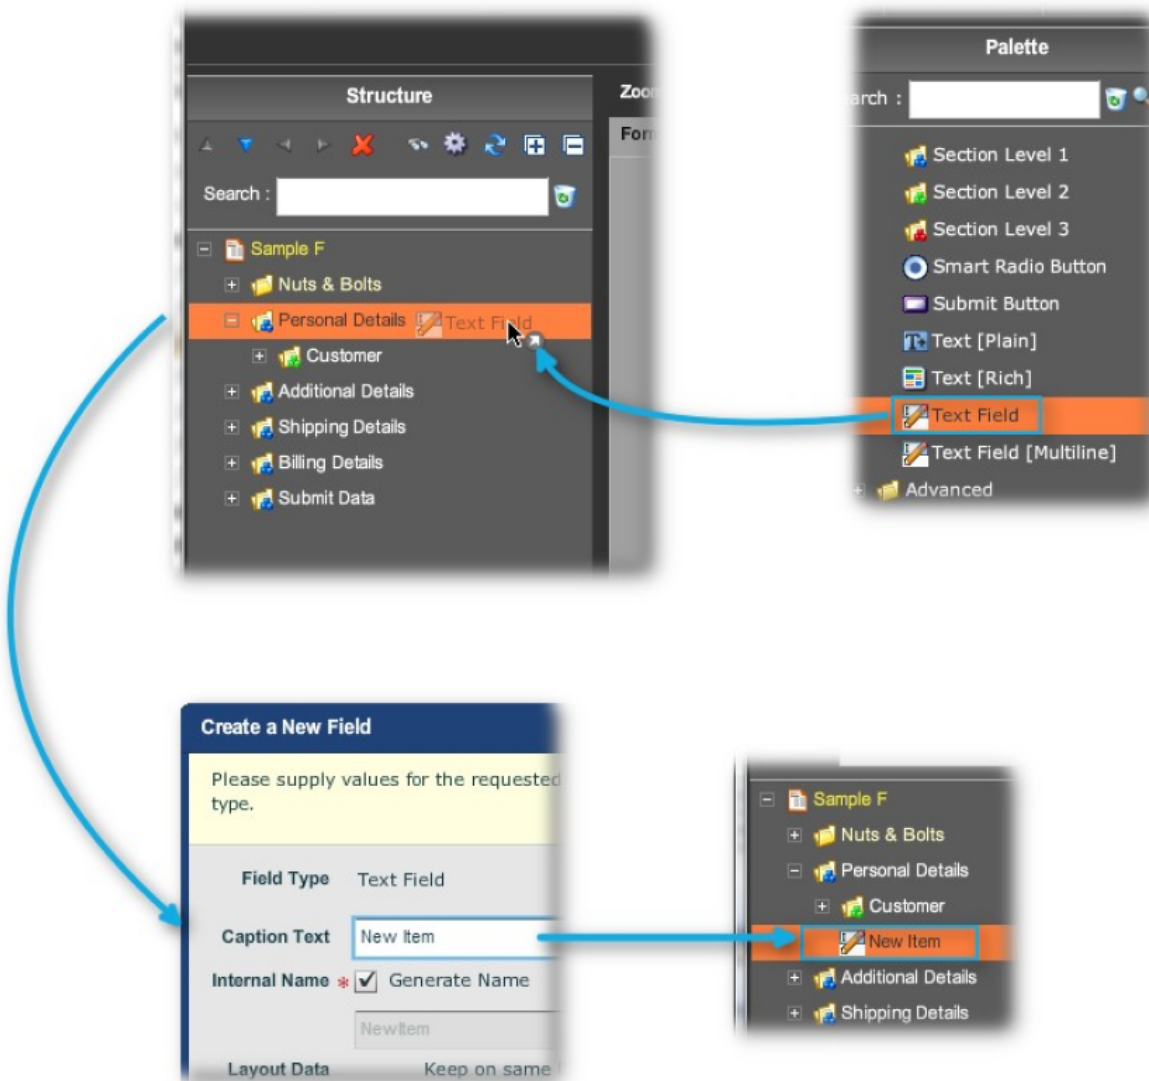 Structure
Search :
Sample F
Nuts & Bolts
Personal Details Text Field
Customer
Additional Details
Shipping Details
Billing Details
Submit Data
Palette
Section Level 1
Section Level 2
Section Level 3
Smart Radio Button
Submit Button
Text [Plain]
Text [Rich]
Text Field
Text Field [Multiline]
Advanced
Create a New Field
Please supply values for the requested
type.
Field Type Text Field
Caption Text New Item
Internal Name * Generate Name
NewItem
Layout Data Keep on same
Sample F
Nuts & Bolts
Personal Details
Customer
New Item
Additional Details
Shipping Details